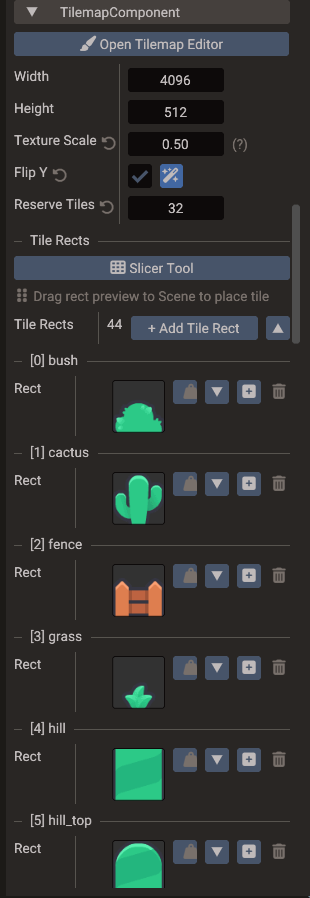 TilemapComponent
Open Tilemap Editor
Width 4096
Height 512
Texture Scale 0.50 (?)
Flip Y
Reserve Tiles 32
Tile Rects
Slicer Tool
Drag rect preview to Scene to place tile
Tile Rects 44 + Add Tile Rect
[0] bush
Rect
[1] cactus
Rect
[2] fence
Rect
[3] grass
Rect
[4] hill
Rect
[5] hill_top
Rect